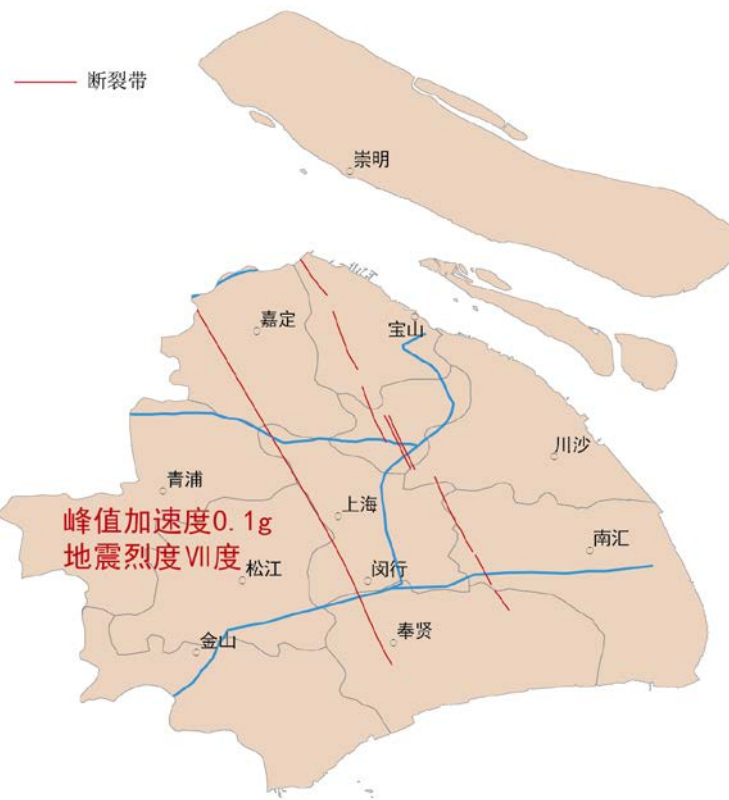 断裂带
崇明
嘉定
宝山
川沙
青浦
上海
峰值加速度0.1g
地震烈度Ⅶ度
南汇
松江
闵行
金山
奉贤